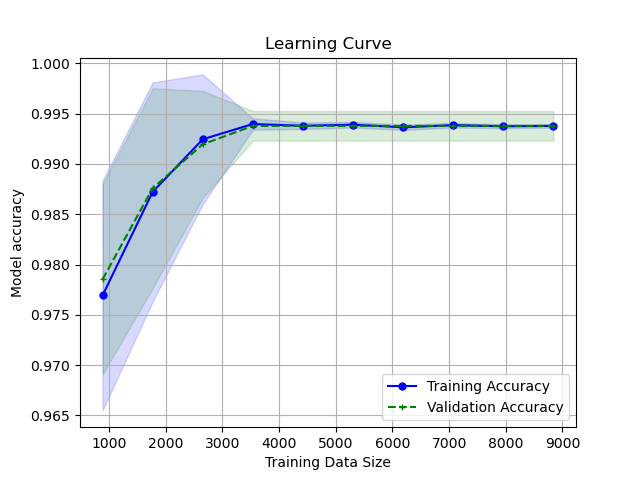 Learning Curve
1.000
0.995
0.990
0.985
0.980
0.975
0.970
0.965
Model accuracy
Training Accuracy
Validation Accuracy
1000 2000 3000 4000 5000 6000 7000 8000 9000
Training Data Size